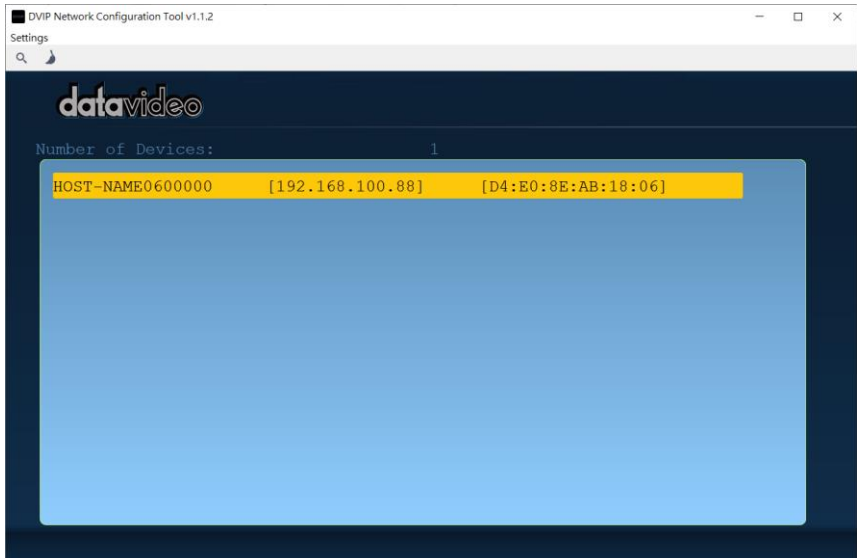 DVIP Network Configuration Tool v1.1.2
Settings
datavideo
Number of Devices: 1
HOST-NAME0600000 [192.168.100.88] [D4:E0:8E:AB:18:06]